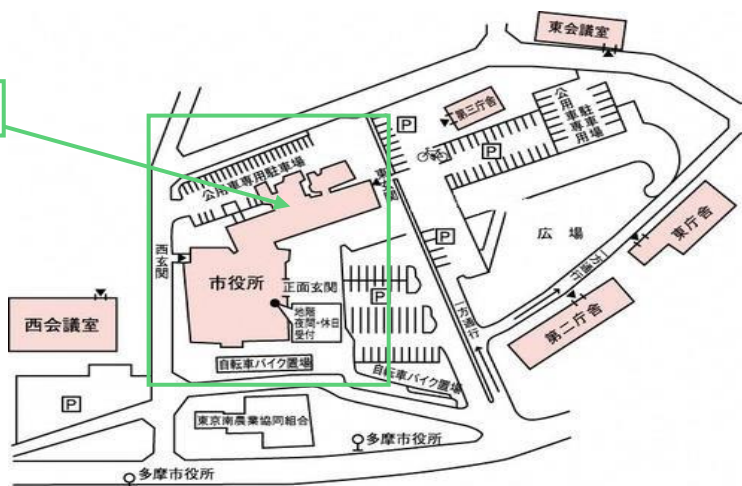 東会議室
第三庁舎
P
公用車専用駐車場
P
公用車専用駐車場
東玄関
P
広場
東庁舎
一方通行
西玄関
市役所
正面玄関
P
地階
夜間・休日
受付
一方通行
第二庁舎
西会議室
自転車バイク置場
自転車バイク置場
P
東京南農業協同組合
多摩市役所
多摩市役所